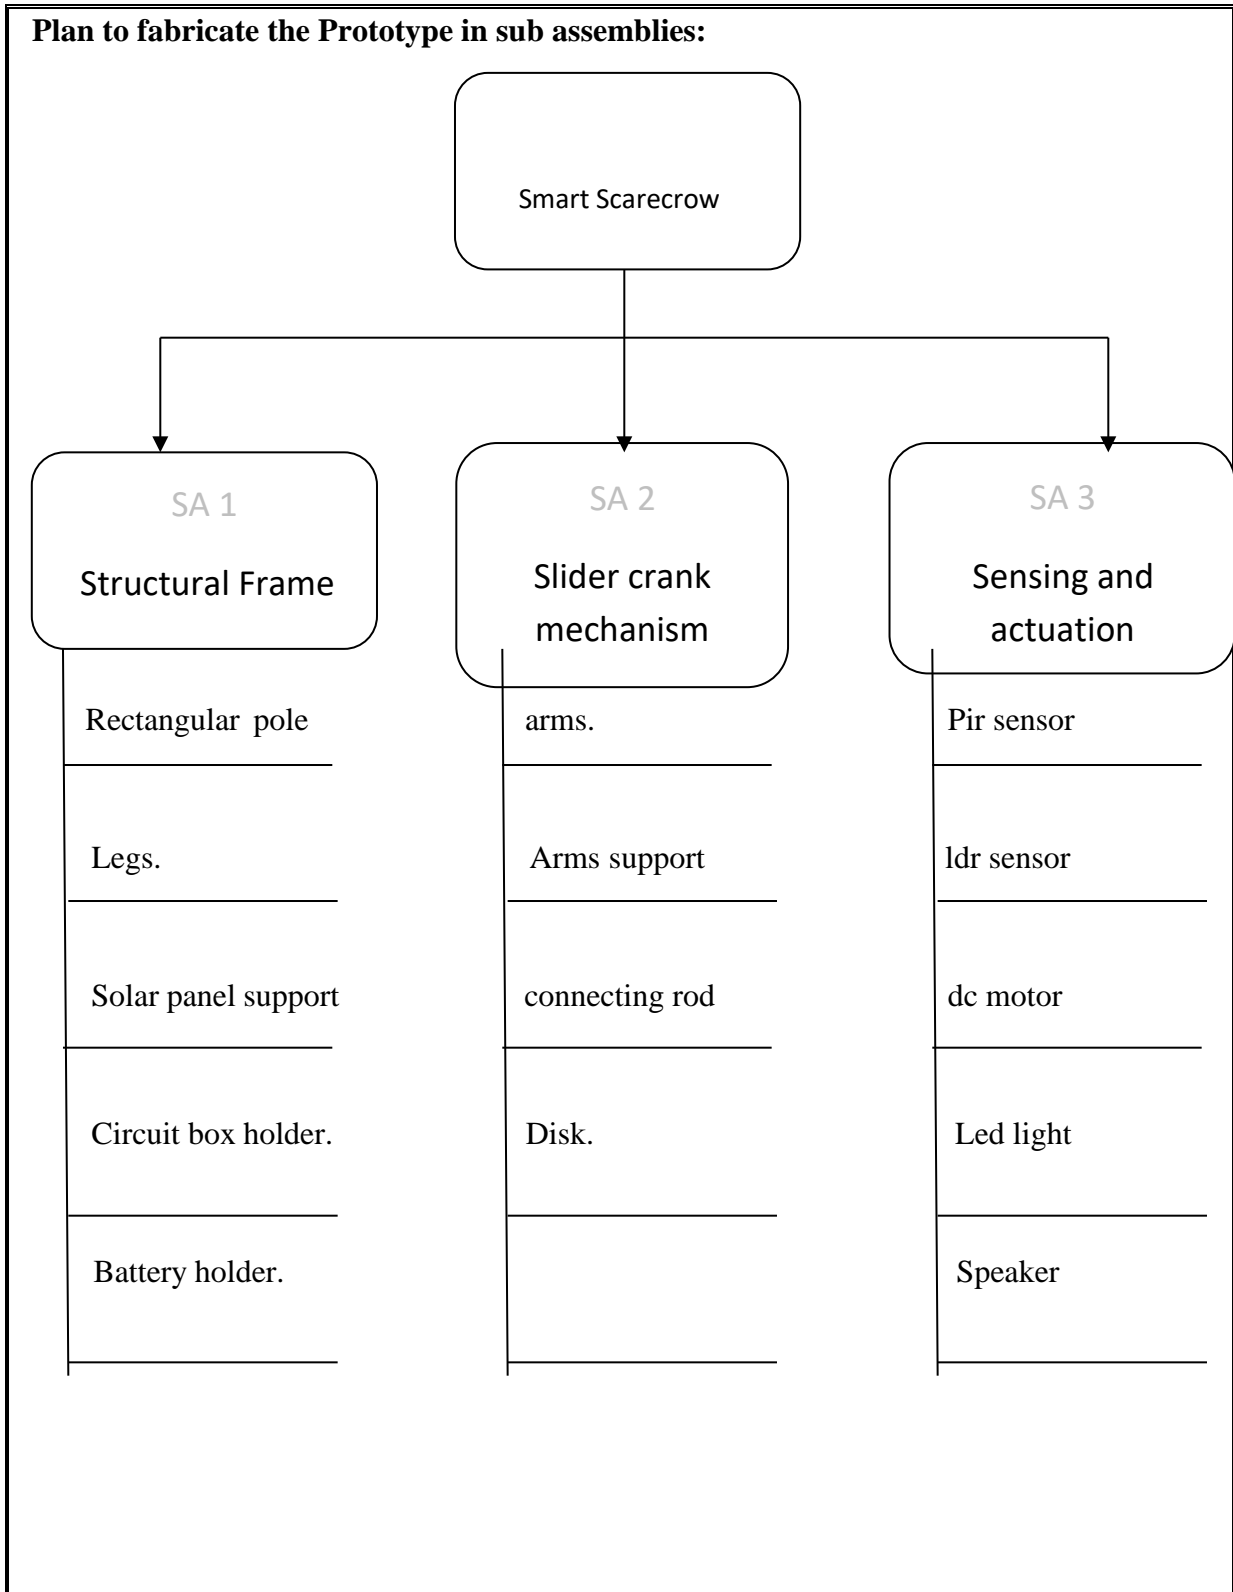 Plan to fabricate the Prototype in sub assemblies:
Smart Scarecrow
SA 1
Structural Frame
Rectangular pole
Legs.
Solar panel support
Circuit box holder.
Battery holder.
SA 2
Slider crank
mechanism
arms.
Arms support
connecting rod
Disk.
SA 3
Sensing and
actuation
Pir sensor
ldr sensor
dc motor
Led light
Speaker